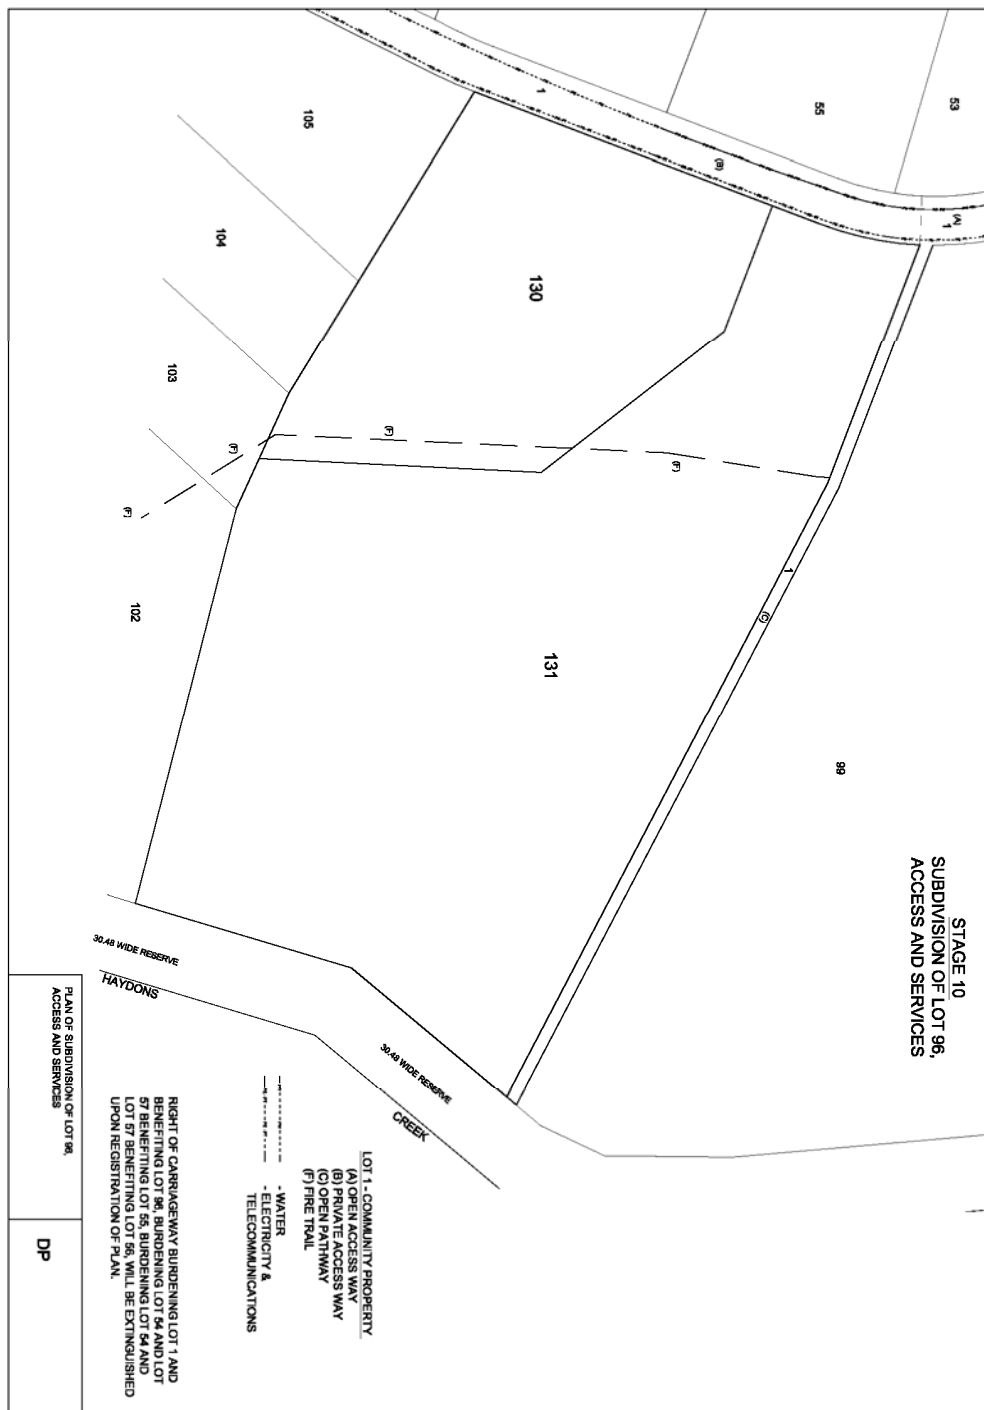 STAGE 10
SUBDIVISION OF LOT 96,
ACCESS AND SERVICES
53
55
1
(A)
(B)
1
105
104
103
102
130
131
99
(F)
(F)
(F)
(F)
1
(C)
30.48 WIDE RESERVE
HAYDONS
30.48 WIDE RESERVE
CREEK
LOT 1 - COMMUNITY PROPERTY
(A) OPEN ACCESS WAY
(B) PRIVATE ACCESS WAY
(C) OPEN PATHWAY
(F) FIRE TRAIL
- WATER
- ELECTRICITY &
TELECOMMUNICATIONS
RIGHT OF CARRIAGEWAY BURDENING LOT 1 AND
BENEFITING LOT 96, BURDENING LOT 54 AND LOT
57 BENEFITING LOT 55, BURDENING LOT 54 AND
LOT 57 BENEFITING LOT 56, WILL BE EXTINGUISHED
UPON REGISTRATION OF PLAN.
PLAN OF SUBDIVISION OF LOT 96,
ACCESS AND SERVICES
DP